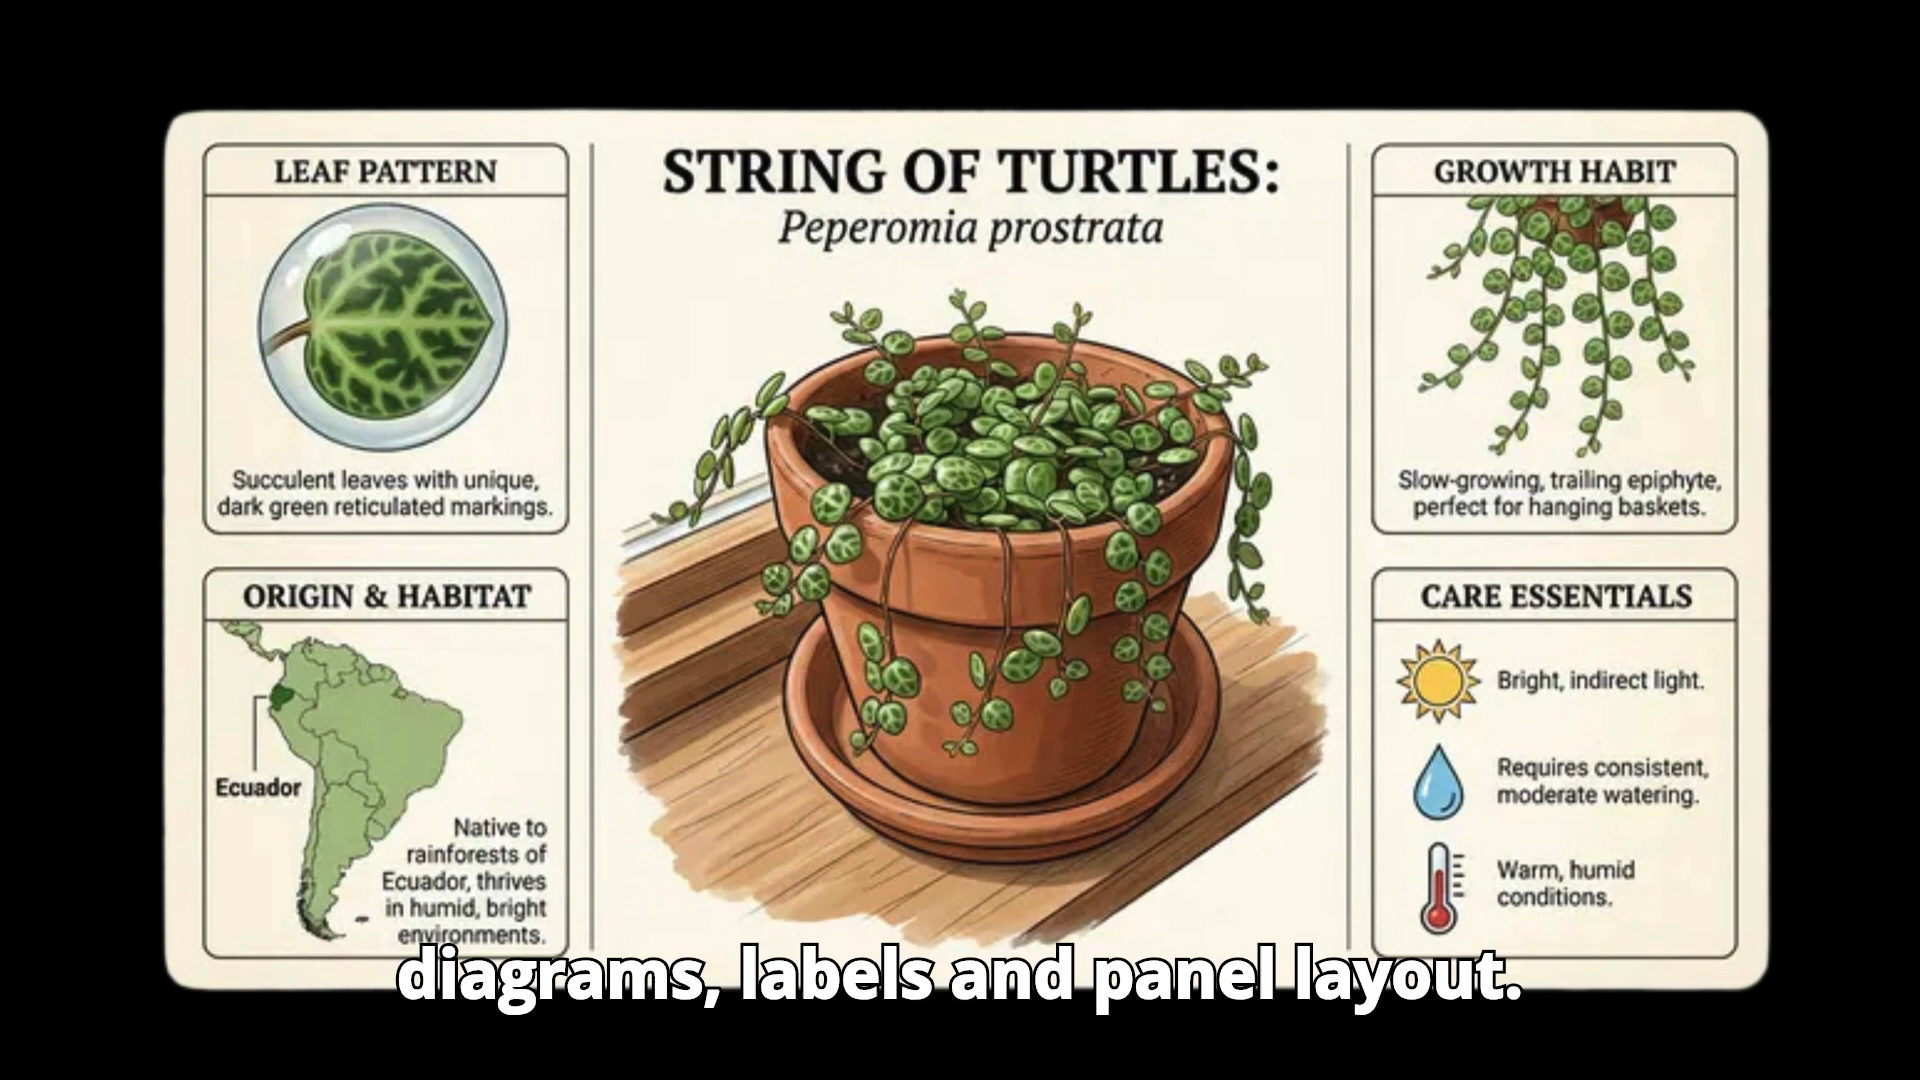 LEAF PATTERN
Succulent leaves with unique,
dark green reticulated markings.
ORIGIN & HABITAT
Ecuador
Native to
rainforests of
Ecuador, thrives
in humid, bright
environments.
STRING OF TURTLES:
Peperomia prostrata
GROWTH HABIT
Slow-growing, trailing epiphyte,
perfect for hanging baskets.
CARE ESSENTIALS
Bright, indirect light.
Requires consistent,
moderate watering.
Warm, humid
conditions.
diagrams, labels and panel layout.